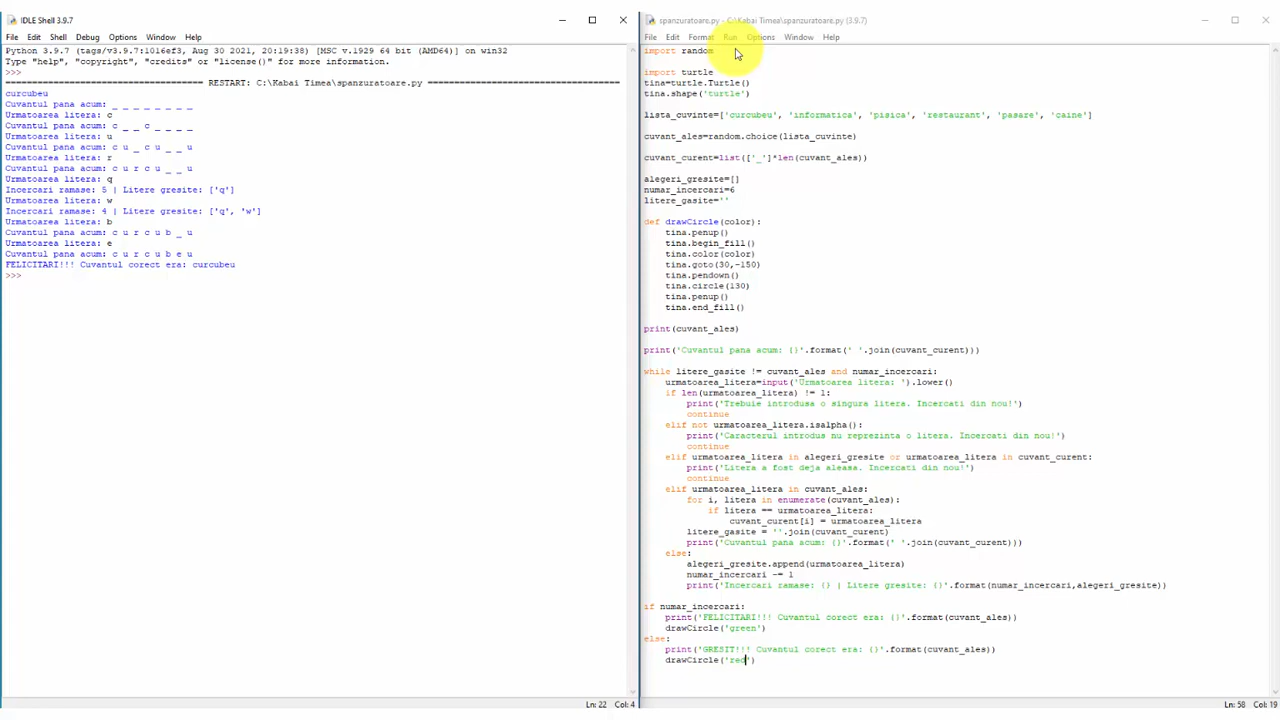 IDLE Shell 3.9.7
File Edit Shell Debug Options Window Help
Python 3.9.7 (tags/v3.9.7:1016ef3, Aug 30 2021, 20:19:38) [MSC v.1929 64 bit (AMD64)] on win32
Type "help", "copyright", "credits" or "license()" for more information.
>>>
==================================== RESTART: C:\Kabai Timea\spanzuratoare.py ====================================
curcubeu
Cuvantul pana acum: _ _ _ _ _ _ _ _
Urmatoarea litera: c
Cuvantul pana acum: c _ _ c _ _ _ _
Urmatoarea litera: u
Cuvantul pana acum: c u _ c u _ _ u
Urmatoarea litera: r
Cuvantul pana acum: c u r c u _ _ u
Urmatoarea litera: q
Incercari ramase: 5 | Litere gresite: ['q']
Urmatoarea litera: w
Incercari ramase: 4 | Litere gresite: ['q', 'w']
Urmatoarea litera: b
Cuvantul pana acum: c u r c u b _ u
Urmatoarea litera: e
Cuvantul pana acum: c u r c u b e u
FELICITARI!!! Cuvantul corect era: curcubeu
>>>
Ln: 22 Col: 4
spanzuratoare.py - C:\Kabai Timea\spanzuratoare.py (3.9.7)
File Edit Format Run Options Window Help
import random
import turtle
tina=turtle.Turtle()
tina.shape('turtle')
lista_cuvinte=['curcubeu', 'informatica', 'pisica', 'restaurant', 'pasare', 'caine']
cuvant_ales=random.choice(lista_cuvinte)
cuvant_curent=list(['_']*len(cuvant_ales))
alegeri_gresite=[]
numar_incercari=6
litere_gasite=''
def drawCircle(color):
    tina.penup()
    tina.begin_fill()
    tina.color(color)
    tina.goto(30,-150)
    tina.pendown()
    tina.circle(130)
    tina.penup()
    tina.end_fill()
print(cuvant_ales)
print('Cuvantul pana acum: {}'.format(' '.join(cuvant_curent)))
while litere_gasite != cuvant_ales and numar_incercari:
    urmatoarea_litera=input('Urmatoarea litera: ').lower()
    if len(urmatoarea_litera) != 1:
        print('Trebuie introdusa o singura litera. Incercati din nou!')
        continue
    elif not urmatoarea_litera.isalpha():
        print('Caracterul introdus nu reprezinta o litera. Incercati din nou!')
        continue
    elif urmatoarea_litera in alegeri_gresite or urmatoarea_litera in cuvant_curent:
        print('Litera a fost deja aleasa. Incercati din nou!')
        continue
    elif urmatoarea_litera in cuvant_ales:
        for i, litera in enumerate(cuvant_ales):
            if litera == urmatoarea_litera:
                cuvant_curent[i] = urmatoarea_litera
        litere_gasite = ''.join(cuvant_curent)
        print('Cuvantul pana acum: {}'.format(' '.join(cuvant_curent)))
    else:
        alegeri_gresite.append(urmatoarea_litera)
        numar_incercari -= 1
        print('Incercari ramase: {} | Litere gresite: {}'.format(numar_incercari,alegeri_gresite))
if numar_incercari:
    print('FELICITARI!!! Cuvantul corect era: {}'.format(cuvant_ales))
    drawCircle('green')
else:
    print('GRESIT!!! Cuvantul corect era: {}'.format(cuvant_ales))
    drawCircle('red')
Ln: 58 Col: 19